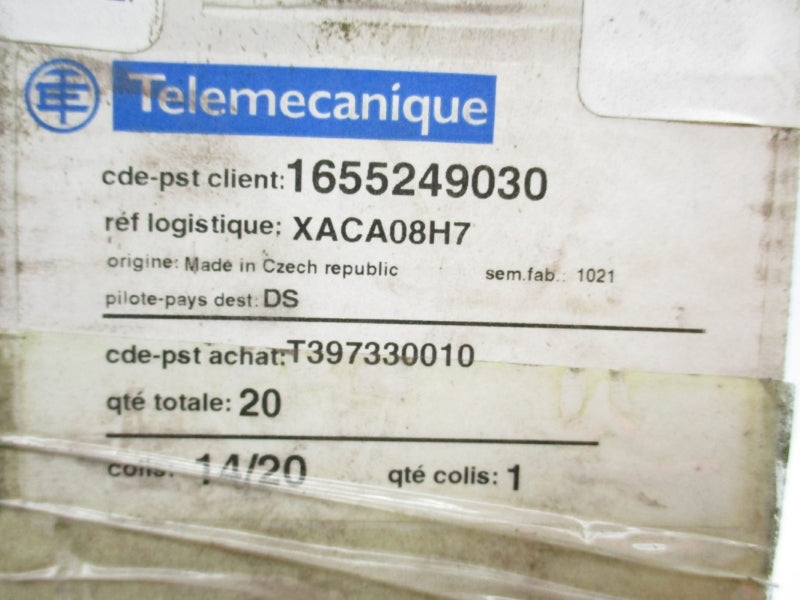 Telemecanique
cde-pst client: 1655249030
réf logistique: XACA08H7
origine: Made in Czech republic sem.fab.: 1021
pilote-pays dest: DS
cde-pst achat: T397330010
qté totale: 20
colis: 14/20 qté colis: 1